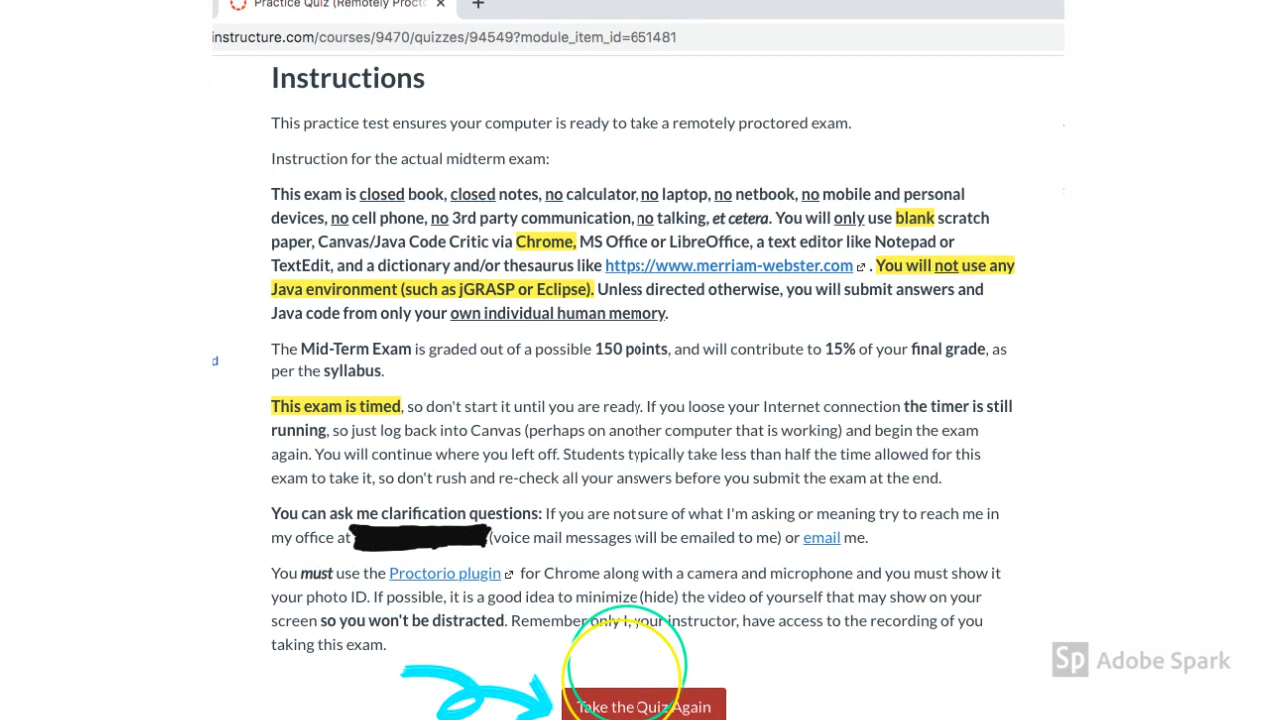 Practice Quiz (Remotely Procto
instructure.com/courses/9470/quizzes/94549?module_item_id=651481
Instructions
This practice test ensures your computer is ready to take a remotely proctored exam.
Instruction for the actual midterm exam:
This exam is closed book, closed notes, no calculator, no laptop, no netbook, no mobile and personal
devices, no cell phone, no 3rd party communication, no talking, et cetera. You will only use blank scratch
paper, Canvas/Java Code Critic via Chrome, MS Office or LibreOffice, a text editor like Notepad or
TextEdit, and a dictionary and/or thesaurus like https://www.merriam-webster.com . You will not use any
Java environment (such as jGRASP or Eclipse). Unless directed otherwise, you will submit answers and
Java code from only your own individual human memory.
The Mid-Term Exam is graded out of a possible 150 points, and will contribute to 15% of your final grade, as
per the syllabus.
d
This exam is timed, so don't start it until you are ready. If you loose your Internet connection the timer is still
running, so just log back into Canvas (perhaps on another computer that is working) and begin the exam
again. You will continue where you left off. Students typically take less than half the time allowed for this
exam to take it, so don't rush and re-check all your answers before you submit the exam at the end.
You can ask me clarification questions: If you are not sure of what I'm asking or meaning try to reach me in
my office at (voice mail messages will be emailed to me) or email me.
You must use the Proctorio plugin for Chrome along with a camera and microphone and you must show it
your photo ID. If possible, it is a good idea to minimize (hide) the video of yourself that may show on your
screen so you won't be distracted. Remember only I, your instructor, have access to the recording of you
taking this exam.
Take the Quiz Again
Sp Adobe Spark